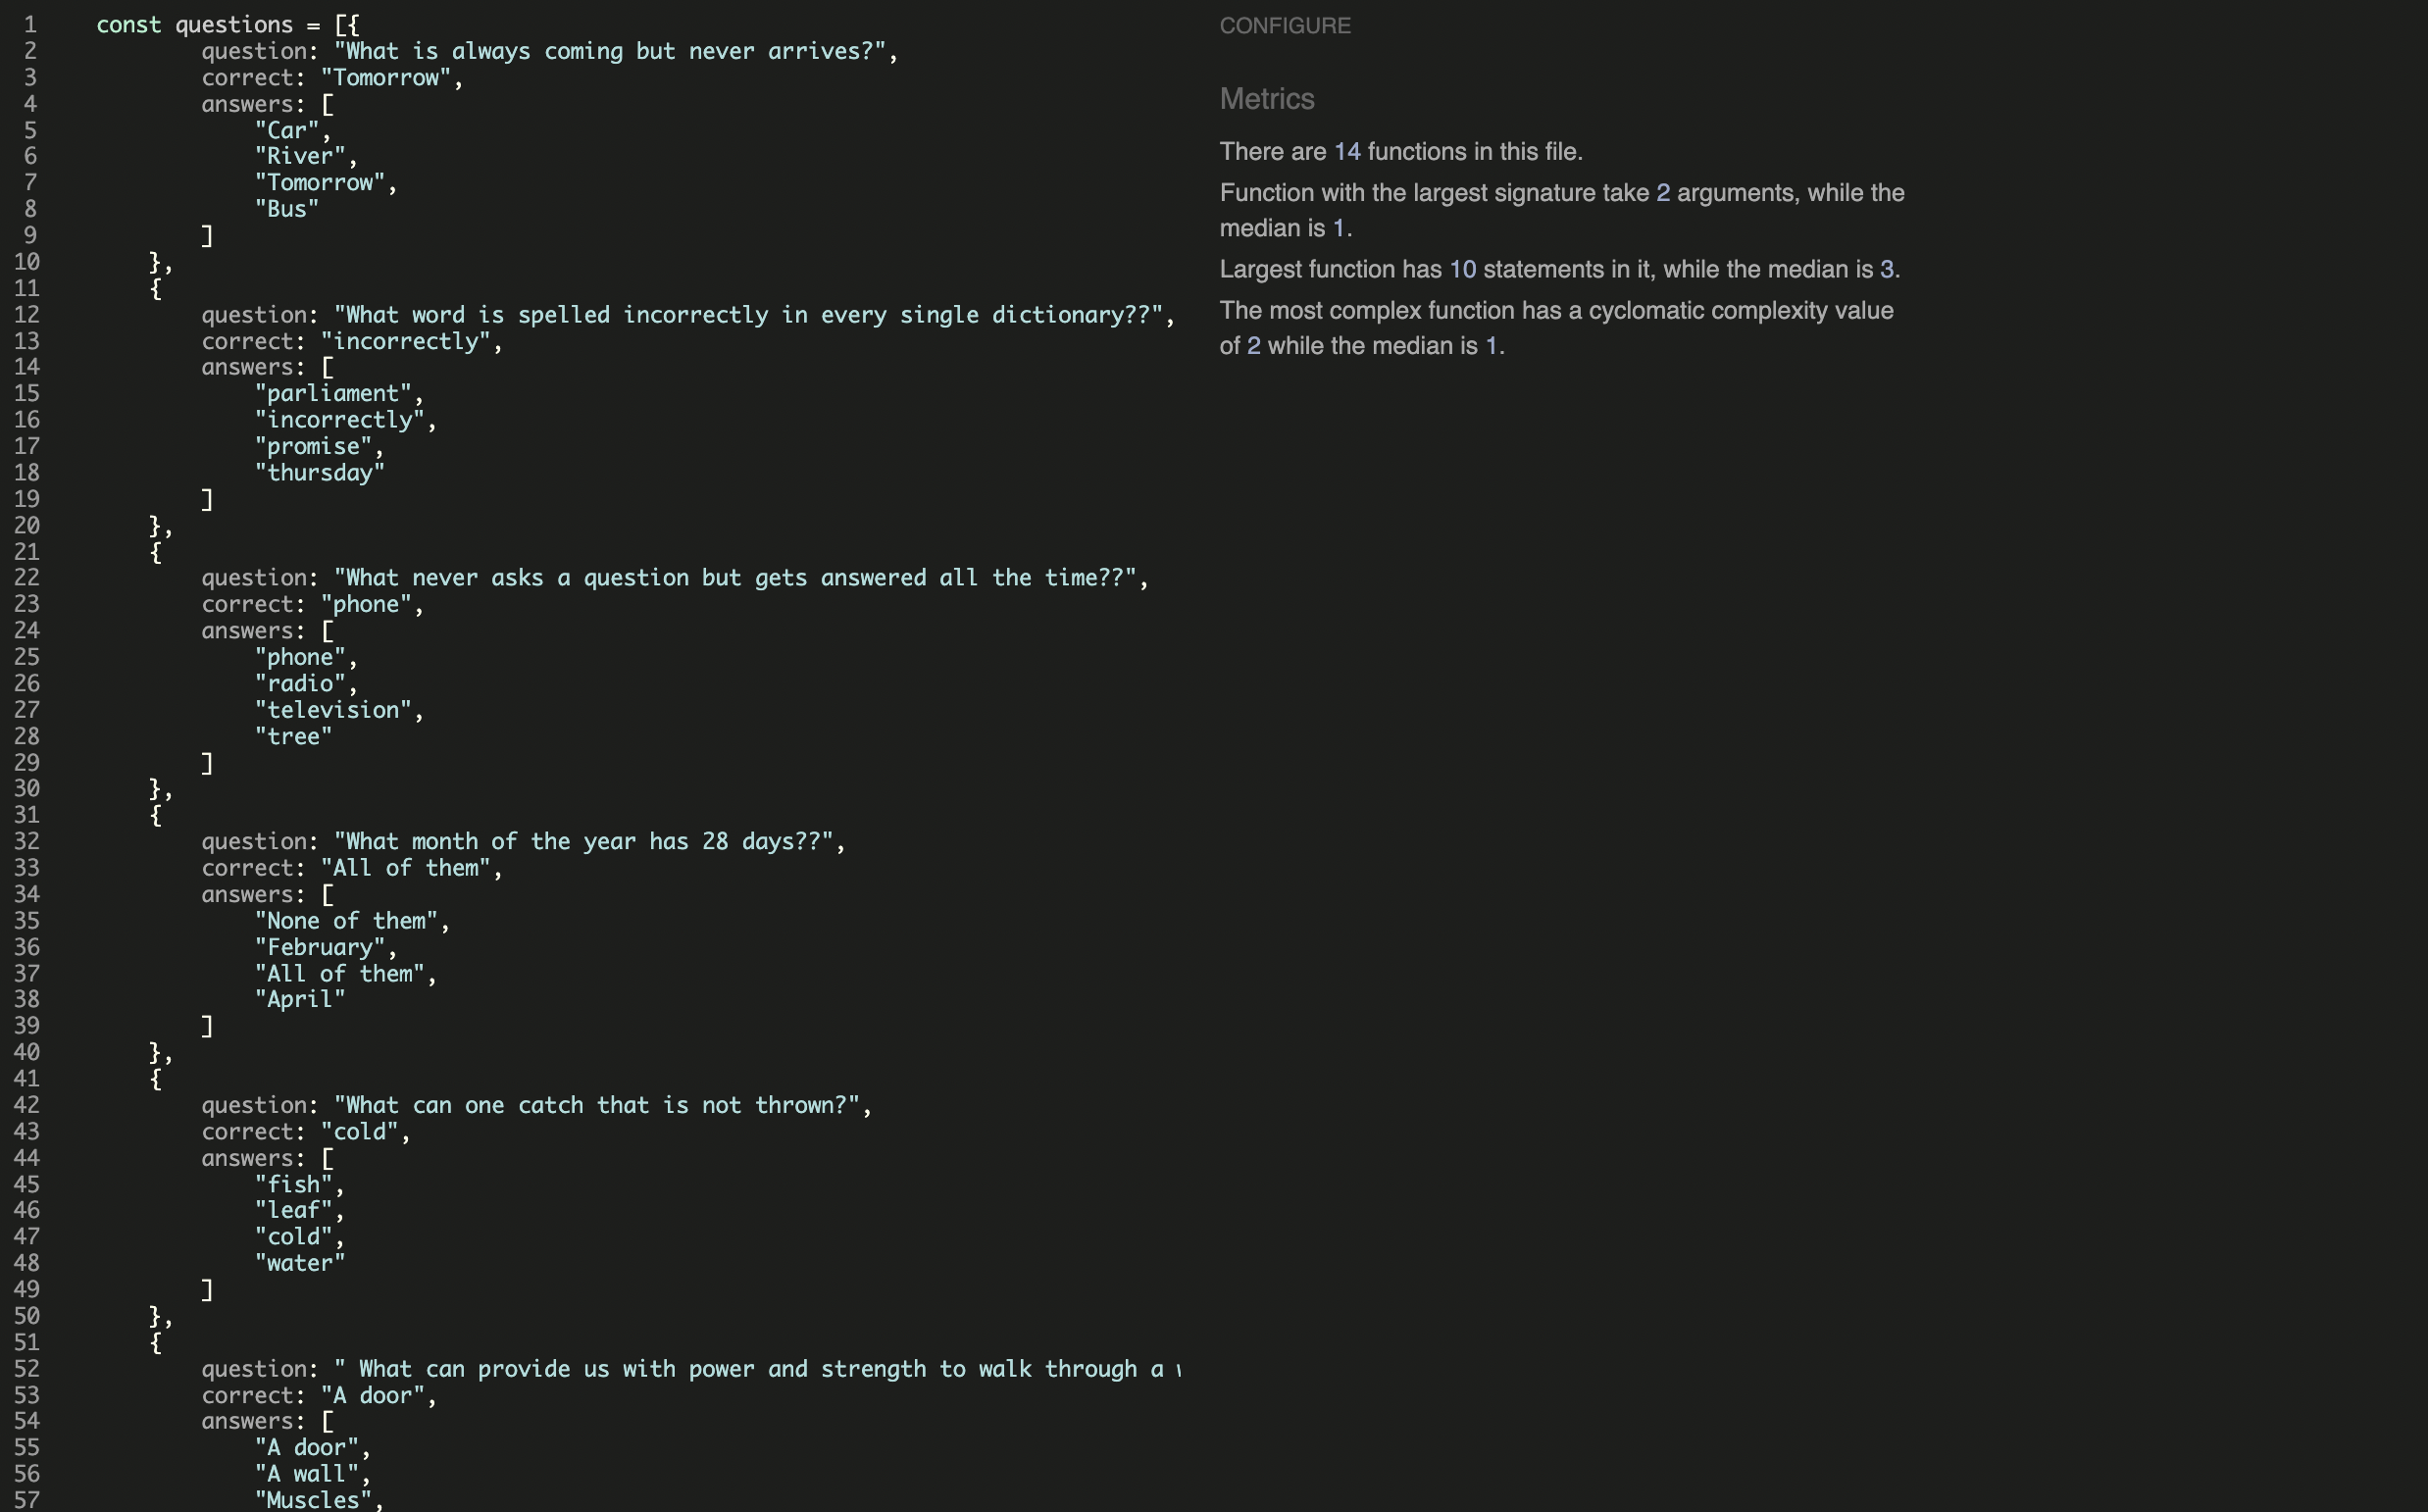 1 const questions = [{
2 question: "What is always coming but never arrives?",
3 correct: "Tomorrow",
4 answers: [
5 "Car",
6 "River",
7 "Tomorrow",
8 "Bus"
9 ]
10 },
11 {
12 question: "What word is spelled incorrectly in every single dictionary??",
13 correct: "incorrectly",
14 answers: [
15 "parliament",
16 "incorrectly",
17 "promise",
18 "thursday"
19 ]
20 },
21 {
22 question: "What never asks a question but gets answered all the time??",
23 correct: "phone",
24 answers: [
25 "phone",
26 "radio",
27 "television",
28 "tree"
29 ]
30 },
31 {
32 question: "What month of the year has 28 days??",
33 correct: "All of them",
34 answers: [
35 "None of them",
36 "February",
37 "All of them",
38 "April"
39 ]
40 },
41 {
42 question: "What can one catch that is not thrown?",
43 correct: "cold",
44 answers: [
45 "fish",
46 "leaf",
47 "cold",
48 "water"
49 ]
50 },
51 {
52 question: " What can provide us with power and strength to walk through a
53 correct: "A door",
54 answers: [
55 "A door",
56 "A wall",
57 "Muscles",
CONFIGURE
Metrics
There are 14 functions in this file.
Function with the largest signature take 2 arguments, while the
median is 1.
Largest function has 10 statements in it, while the median is 3.
The most complex function has a cyclomatic complexity value
of 2 while the median is 1.